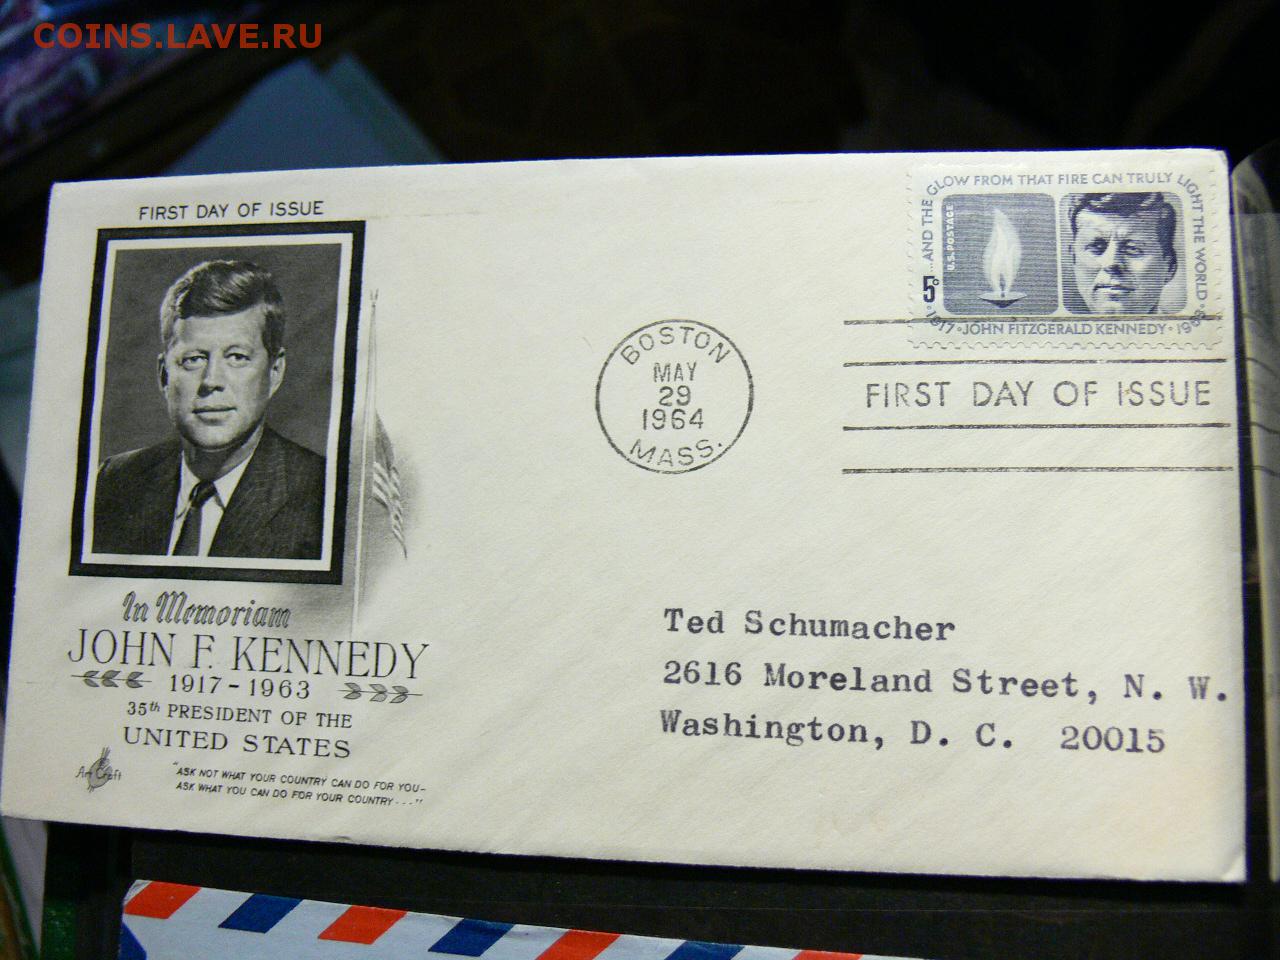 COINS.LAVE.RU
FIRST DAY OF ISSUE
...AND THE GLOW FROM THAT FIRE CAN TRULY LIGHT THE WORLD.
U.S. POSTAGE
5¢
1917 · JOHN FITZGERALD KENNEDY · 1963
BOSTON
MAY
29
1964
MASS.
FIRST DAY OF ISSUE
In Memoriam
JOHN F. KENNEDY
1917-1963
35th PRESIDENT OF THE
UNITED STATES
Art Craft
"ASK NOT WHAT YOUR COUNTRY CAN DO FOR YOU-
ASK WHAT YOU CAN DO FOR YOUR COUNTRY..."
Ted Schumacher
2616 Moreland Street, N. W.
Washington, D. C. 20015